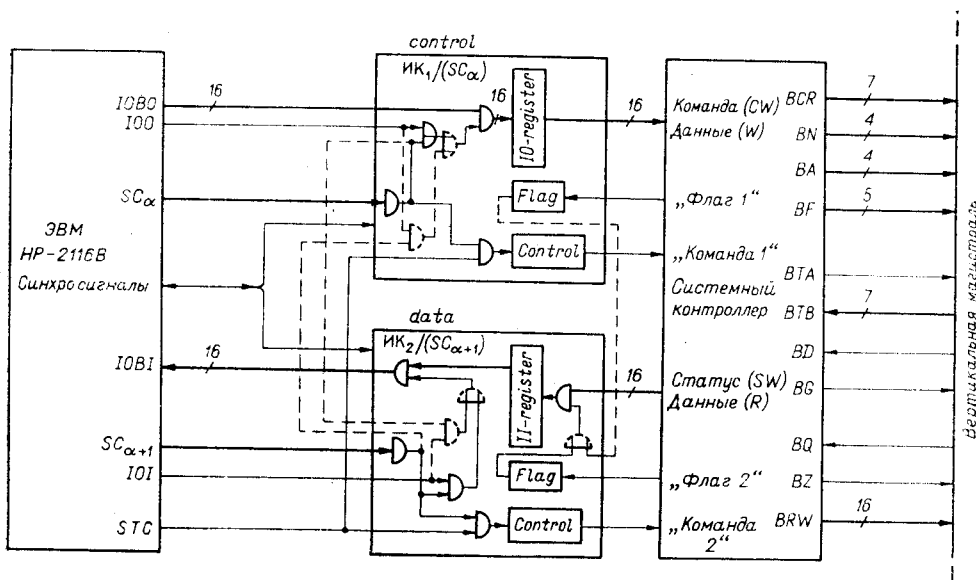 control
ИК₁/(SCα)
16
IOBO
IOO
SCα
ЭВМ
HP-2116B
Синхросигналы
IOBI
16
SCα+1
IOI
STC
16
IO-register
Flag
Control
data
ИК₂/(SCα+1)
II-register
Flag
Control
16
16
Команда (CW)
Данные (W)
„Флаг 1“
„Команда 1“
Системный
контроллер
Статус (SW)
Данные (R)
„Флаг 2“
„Команда
2“
BCR
7
BN
4
BA
4
BF
5
BTA
BTB
7
BD
BG
BQ
BZ
BRW
16
Вертикальная магистраль